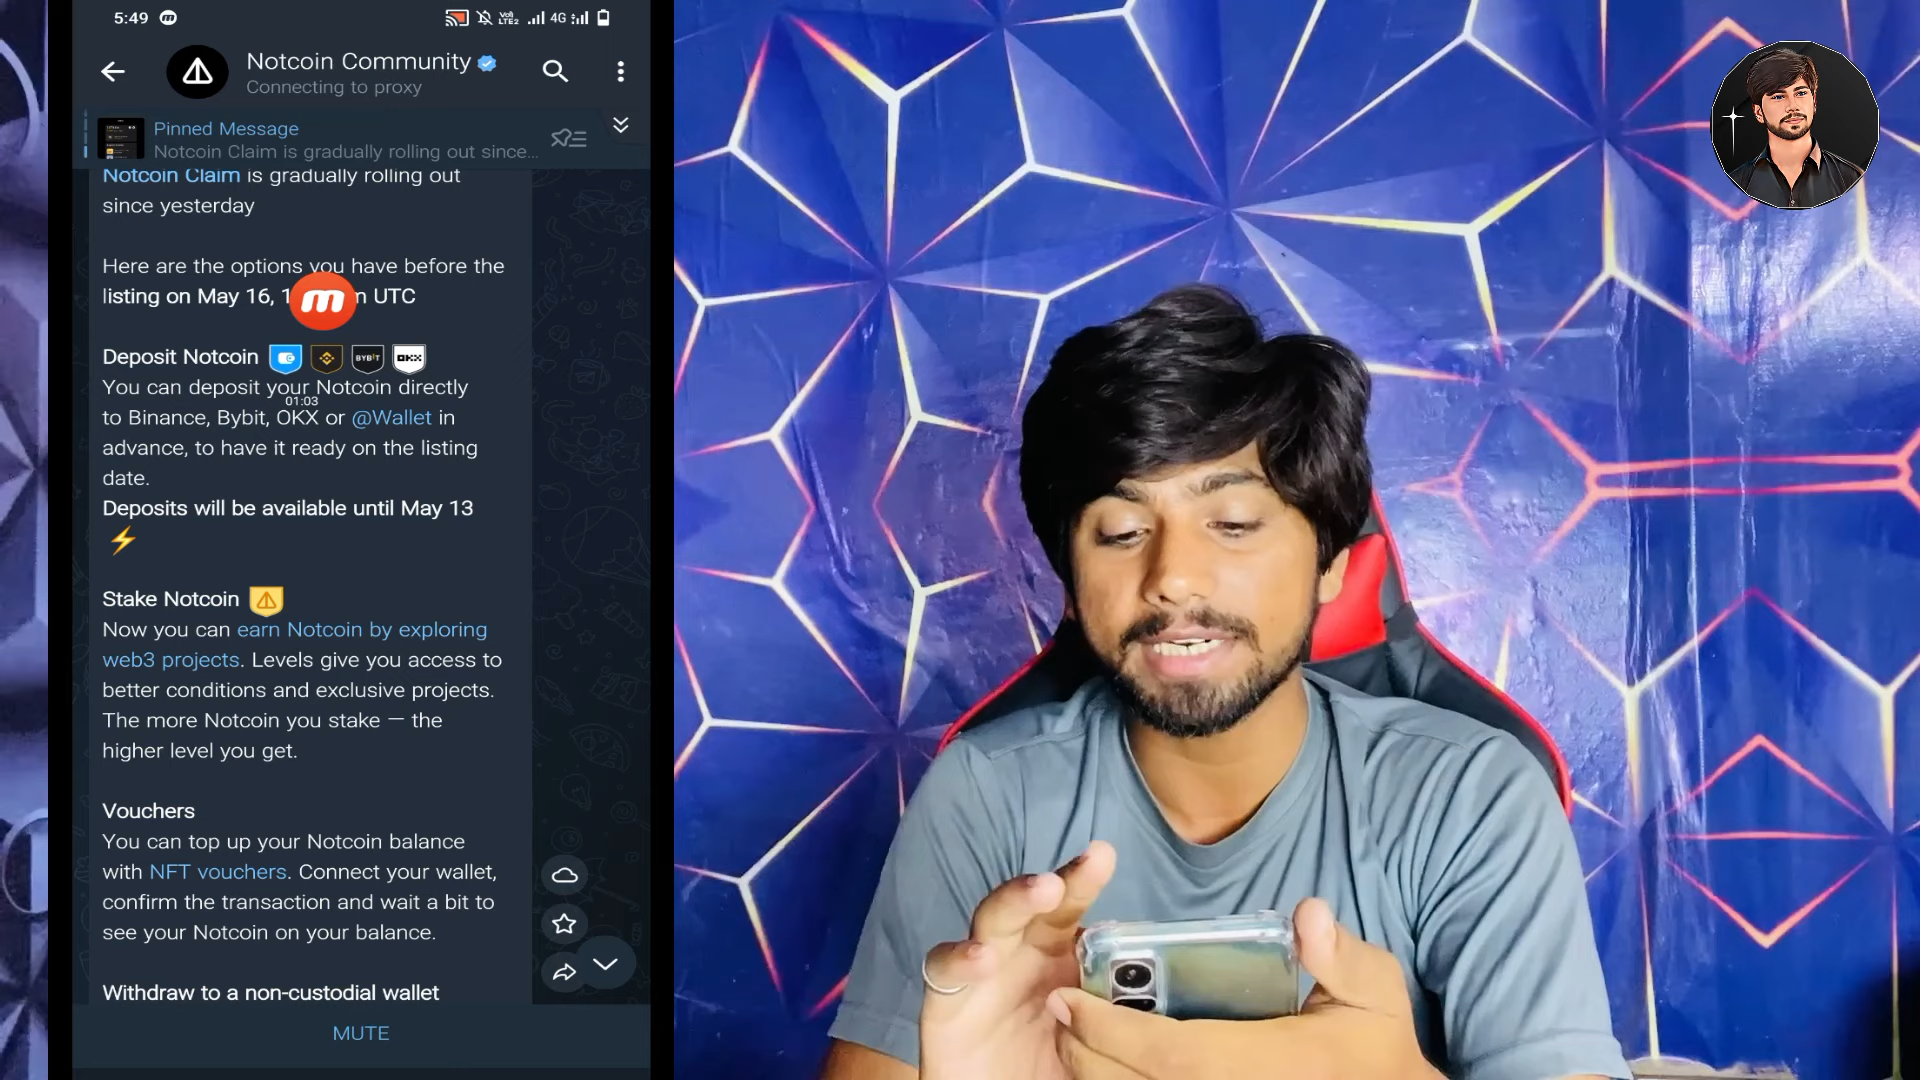 5:49
Vo) LTE2 4G
Notcoin Community
Connecting to proxy
Pinned Message
Notcoin Claim is gradually rolling out since...
Notcoin Claim is gradually rolling out
since yesterday
Here are the options you have before the
listing on May 16, UTC
Deposit Notcoin BYBIT OKX
You can deposit your Notcoin directly
01:03
to Binance, Bybit, OKX or @Wallet in
advance, to have it ready on the listing
date.
Deposits will be available until May 13
Stake Notcoin
Now you can earn Notcoin by exploring
web3 projects. Levels give you access to
better conditions and exclusive projects.
The more Notcoin you stake — the
higher level you get.
Vouchers
You can top up your Notcoin balance
with NFT vouchers. Connect your wallet,
confirm the transaction and wait a bit to
see your Notcoin on your balance.
Withdraw to a non-custodial wallet
MUTE